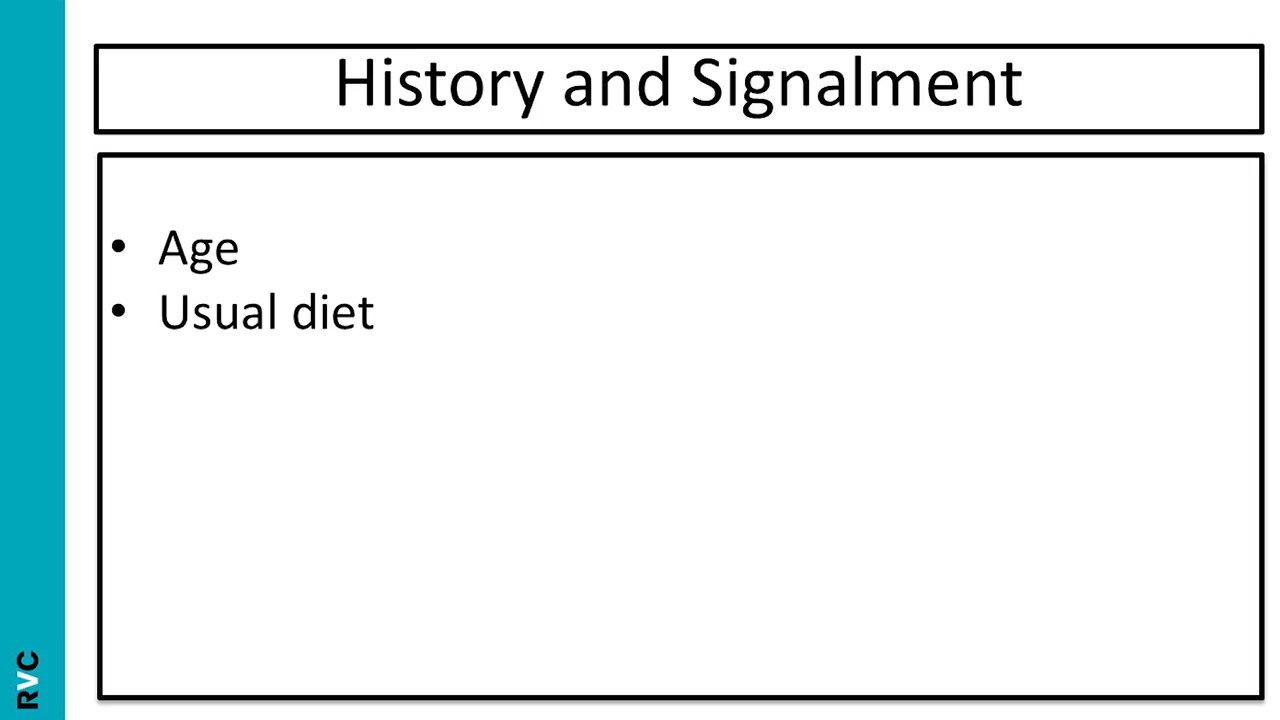 History and Signalment
• Age
• Usual diet
RVC